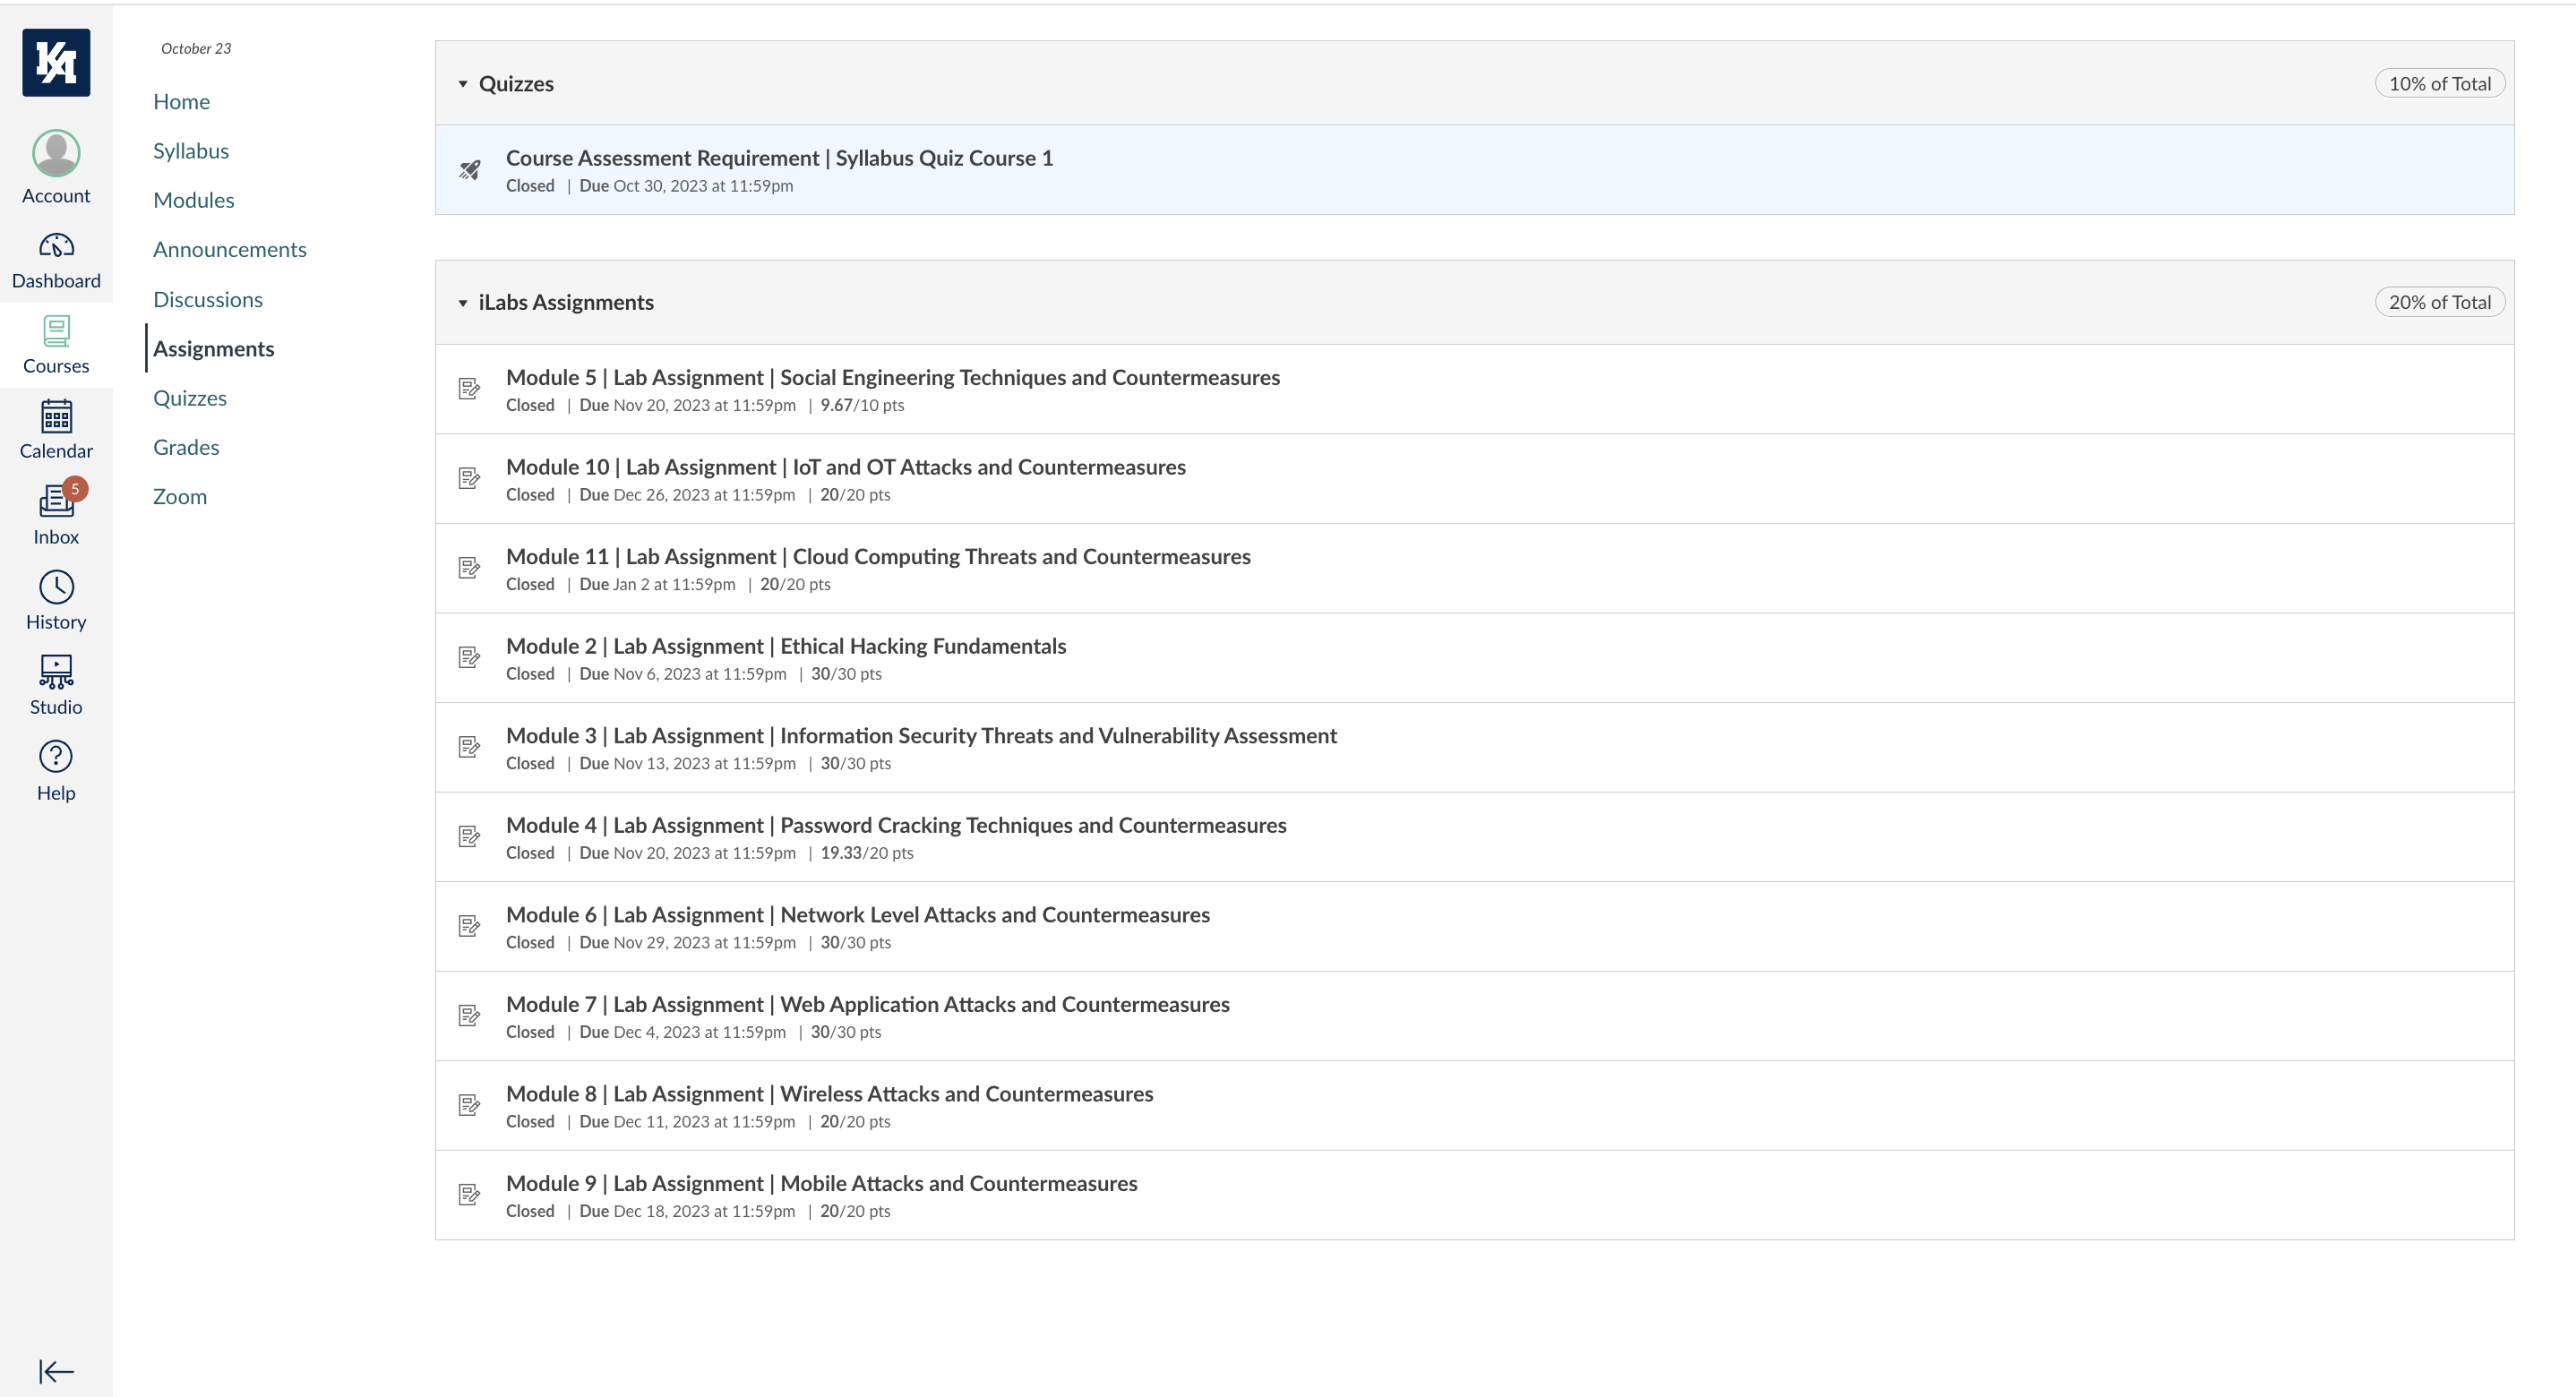 October 23
Home
Syllabus
Modules
Announcements
Discussions
Assignments
Quizzes
Grades
Zoom
Account
Dashboard
Courses
Calendar
5
Inbox
History
Studio
Help
Quizzes
10% of Total
Course Assessment Requirement | Syllabus Quiz Course 1
Closed | Due Oct 30, 2023 at 11:59pm
iLabs Assignments
20% of Total
Module 5 | Lab Assignment | Social Engineering Techniques and Countermeasures
Closed | Due Nov 20, 2023 at 11:59pm | 9.67/10 pts
Module 10 | Lab Assignment | IoT and OT Attacks and Countermeasures
Closed | Due Dec 26, 2023 at 11:59pm | 20/20 pts
Module 11 | Lab Assignment | Cloud Computing Threats and Countermeasures
Closed | Due Jan 2 at 11:59pm | 20/20 pts
Module 2 | Lab Assignment | Ethical Hacking Fundamentals
Closed | Due Nov 6, 2023 at 11:59pm | 30/30 pts
Module 3 | Lab Assignment | Information Security Threats and Vulnerability Assessment
Closed | Due Nov 13, 2023 at 11:59pm | 30/30 pts
Module 4 | Lab Assignment | Password Cracking Techniques and Countermeasures
Closed | Due Nov 20, 2023 at 11:59pm | 19.33/20 pts
Module 6 | Lab Assignment | Network Level Attacks and Countermeasures
Closed | Due Nov 29, 2023 at 11:59pm | 30/30 pts
Module 7 | Lab Assignment | Web Application Attacks and Countermeasures
Closed | Due Dec 4, 2023 at 11:59pm | 30/30 pts
Module 8 | Lab Assignment | Wireless Attacks and Countermeasures
Closed | Due Dec 11, 2023 at 11:59pm | 20/20 pts
Module 9 | Lab Assignment | Mobile Attacks and Countermeasures
Closed | Due Dec 18, 2023 at 11:59pm | 20/20 pts